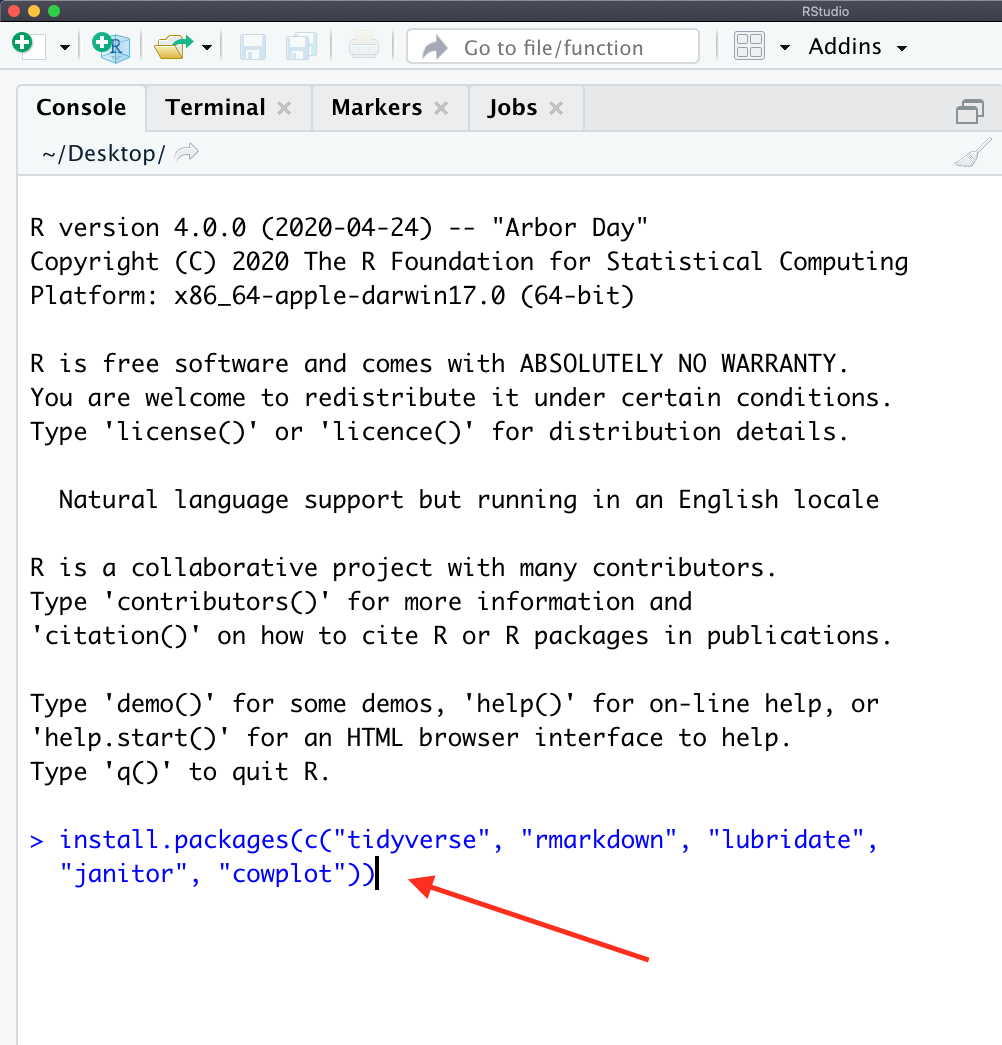 RStudio
Go to file/function
Addins
Console
Terminal
Markers
Jobs
~/Desktop/
R version 4.0.0 (2020-04-24) -- "Arbor Day"
Copyright (C) 2020 The R Foundation for Statistical Computing
Platform: x86_64-apple-darwin17.0 (64-bit)
R is free software and comes with ABSOLUTELY NO WARRANTY.
You are welcome to redistribute it under certain conditions.
Type 'license()' or 'licence()' for distribution details.
Natural language support but running in an English locale
R is a collaborative project with many contributors.
Type 'contributors()' for more information and
'citation()' on how to cite R or R packages in publications.
Type 'demo()' for some demos, 'help()' for on-line help, or
'help.start()' for an HTML browser interface to help.
Type 'q()' to quit R.
> install.packages(c("tidyverse", "rmarkdown", "lubridate",
"janitor", "cowplot"))